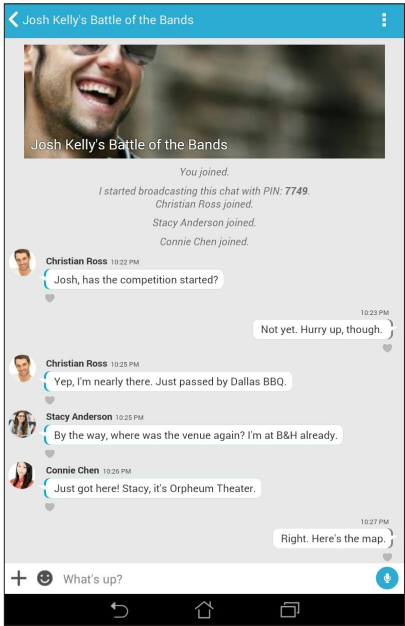 Josh Kelly's Battle of the Bands
Josh Kelly's Battle of the Bands
You joined.
I started broadcasting this chat with PIN: 7749.
Christian Ross joined.
Stacy Anderson joined.
Connie Chen joined.
Christian Ross 10:22 PM
Josh, has the competition started?
10:23 PM
Not yet. Hurry up, though.
Christian Ross 10:25 PM
Yep, I'm nearly there. Just passed by Dallas BBQ.
Stacy Anderson 10:25 PM
By the way, where was the venue again? I'm at B&H already.
Connie Chen 10:26 PM
Just got here! Stacy, it's Orpheum Theater.
10:27 PM
Right. Here's the map.
What's up?